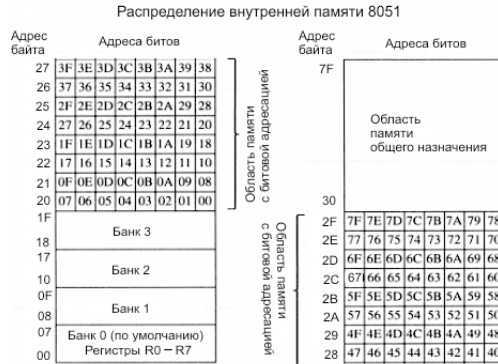 Распределение внутренней памяти 8051
Адрес байта
Адреса битов
27 3F 3E 3D 3C 3B 3A 39 38
26 37 36 35 34 33 32 31 30
25 2F 2E 2D 2C 2B 2A 29 28
24 27 26 25 24 23 22 21 20
23 1F 1E 1D 1C 1B 1A 19 18
22 17 16 15 14 13 12 11 10
21 0F 0E 0D 0C 0B 0A 09 08
20 07 06 05 04 03 02 01 00
1F
Банк 3
18
17
Банк 2
10
0F
Банк 1
08
07
Банк 0 (по умолчанию)
Регистры R0 – R7
00
Область памяти
с битовой адресацией
Адрес байта
Адреса битов
7F
Область
памяти
общего назначения
30
2F 7F 7E 7D 7C 7B 7A 79 78
2E 77 76 75 74 73 72 71 70
2D 6F 6E 6D 6C 6B 6A 69 68
2C 67 66 65 64 63 62 61 60
2B 5F 5E 5D 5C 5B 5A 59 58
2A 57 56 55 54 53 52 51 50
29 4F 4E 4D 4C 4B 4A 49 48
28 47 46 45 44 43 42 41 40
Область памяти
с битовой адресацией